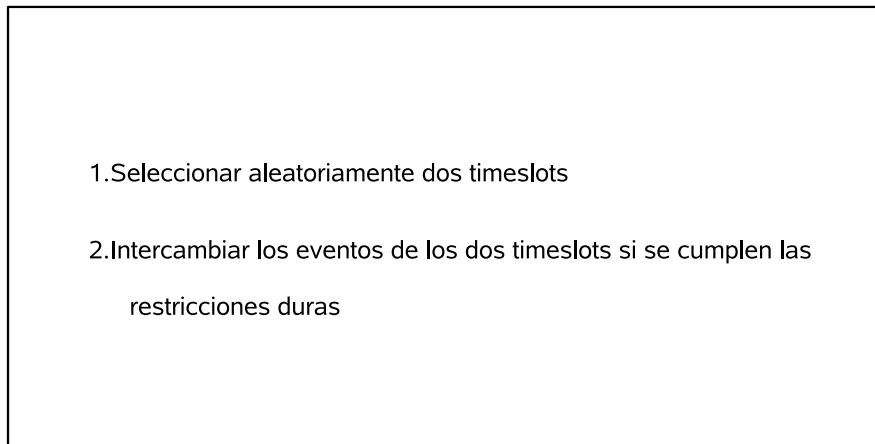 1.Seleccionar aleatoriamente dos timeslots
2.Intercambiar los eventos de los dos timeslots si se cumplen las
restricciones duras